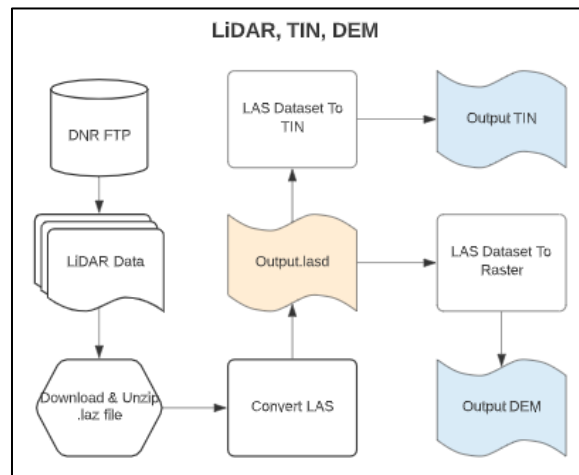 LiDAR, TIN, DEM
DNR FTP
LiDAR Data
Download & Unzip
.laz file
Convert LAS
Output.lasd
LAS Dataset To
TIN
Output TIN
LAS Dataset To
Raster
Output DEM